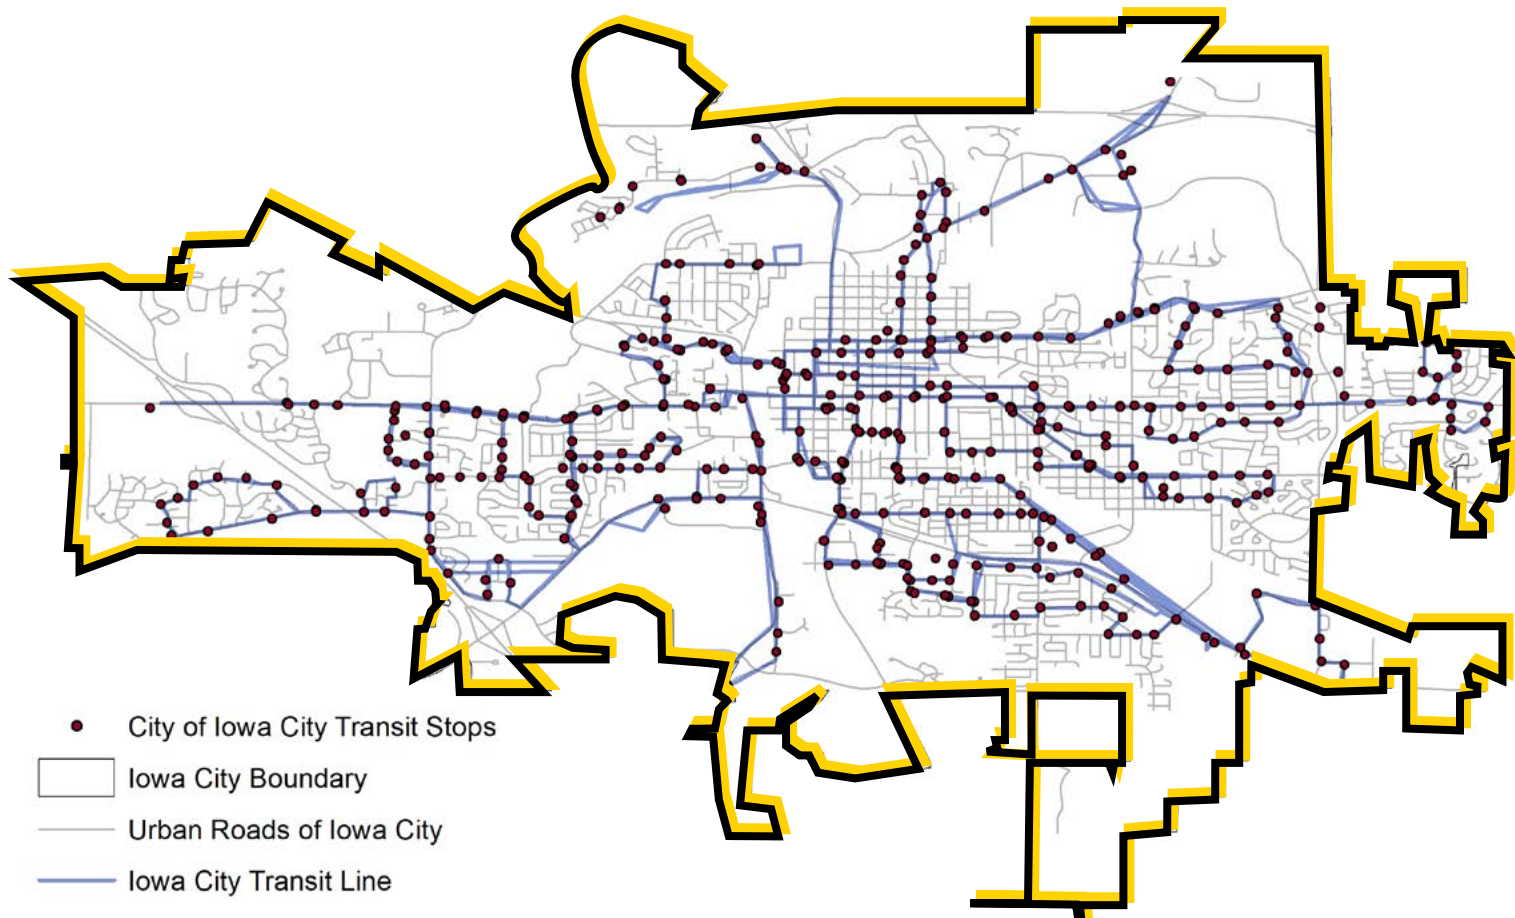 City of Iowa City Transit Stops
Iowa City Boundary
Urban Roads of Iowa City
Iowa City Transit Line